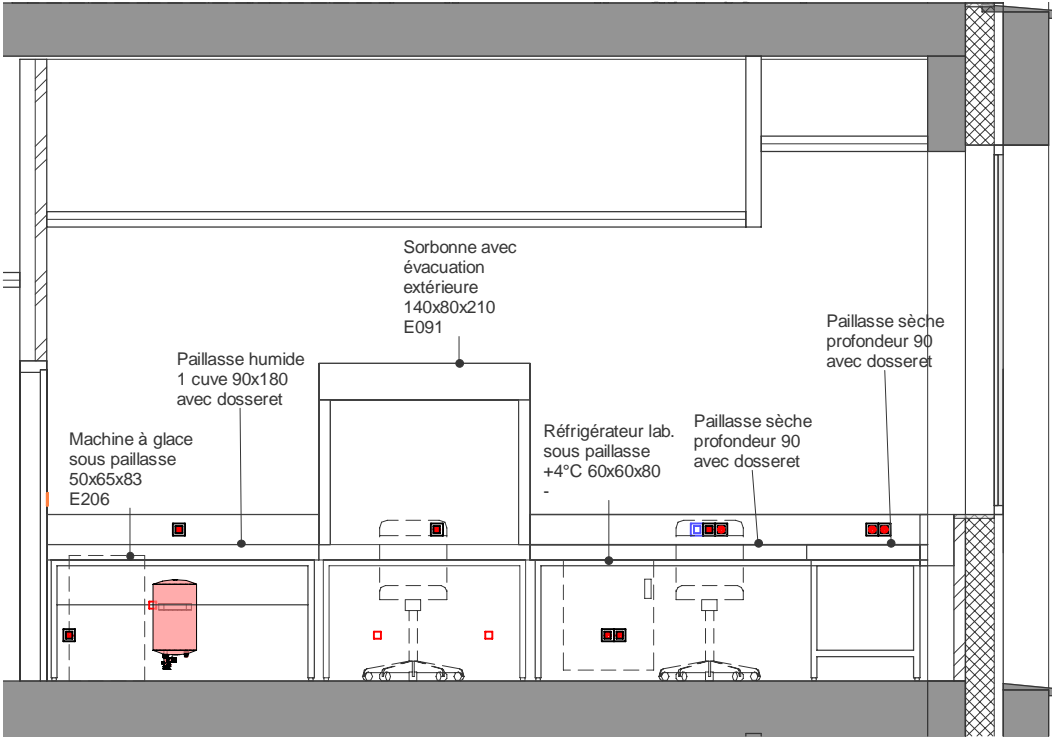 Sorbonne avec
évacuation
extérieure
140x80x210
E091
Paillasse sèche
profondeur 90
avec dosseret
Paillasse humide
1 cuve 90x180
avec dosseret
Machine à glace
sous paillasse
50x65x83
E206
Réfrigérateur lab.
sous paillasse
+4°C 60x60x80
-
Paillasse sèche
profondeur 90
avec dosseret